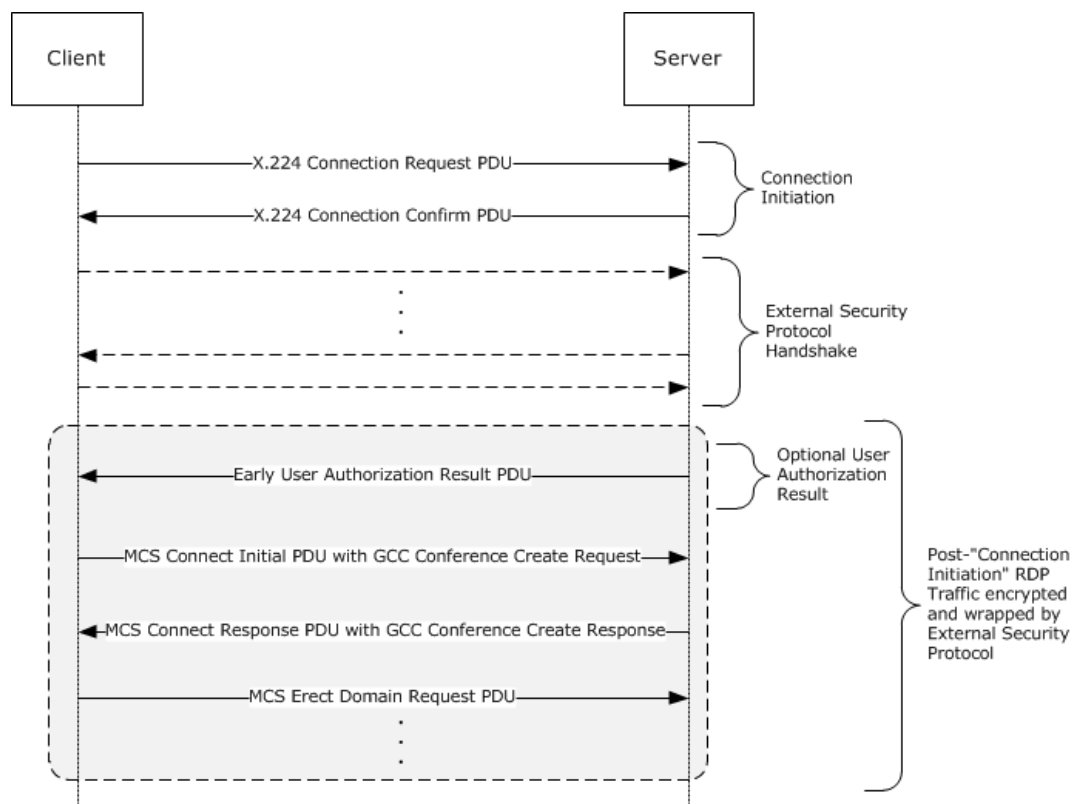 Client
Server
X.224 Connection Request PDU
X.224 Connection Confirm PDU
Connection
Initiation
External Security
Protocol
Handshake
Early User Authorization Result PDU
Optional User
Authorization
Result
MCS Connect Initial PDU with GCC Conference Create Request
MCS Connect Response PDU with GCC Conference Create Response
MCS Erect Domain Request PDU
Post-"Connection
Initiation" RDP
Traffic encrypted
and wrapped by
External Security
Protocol